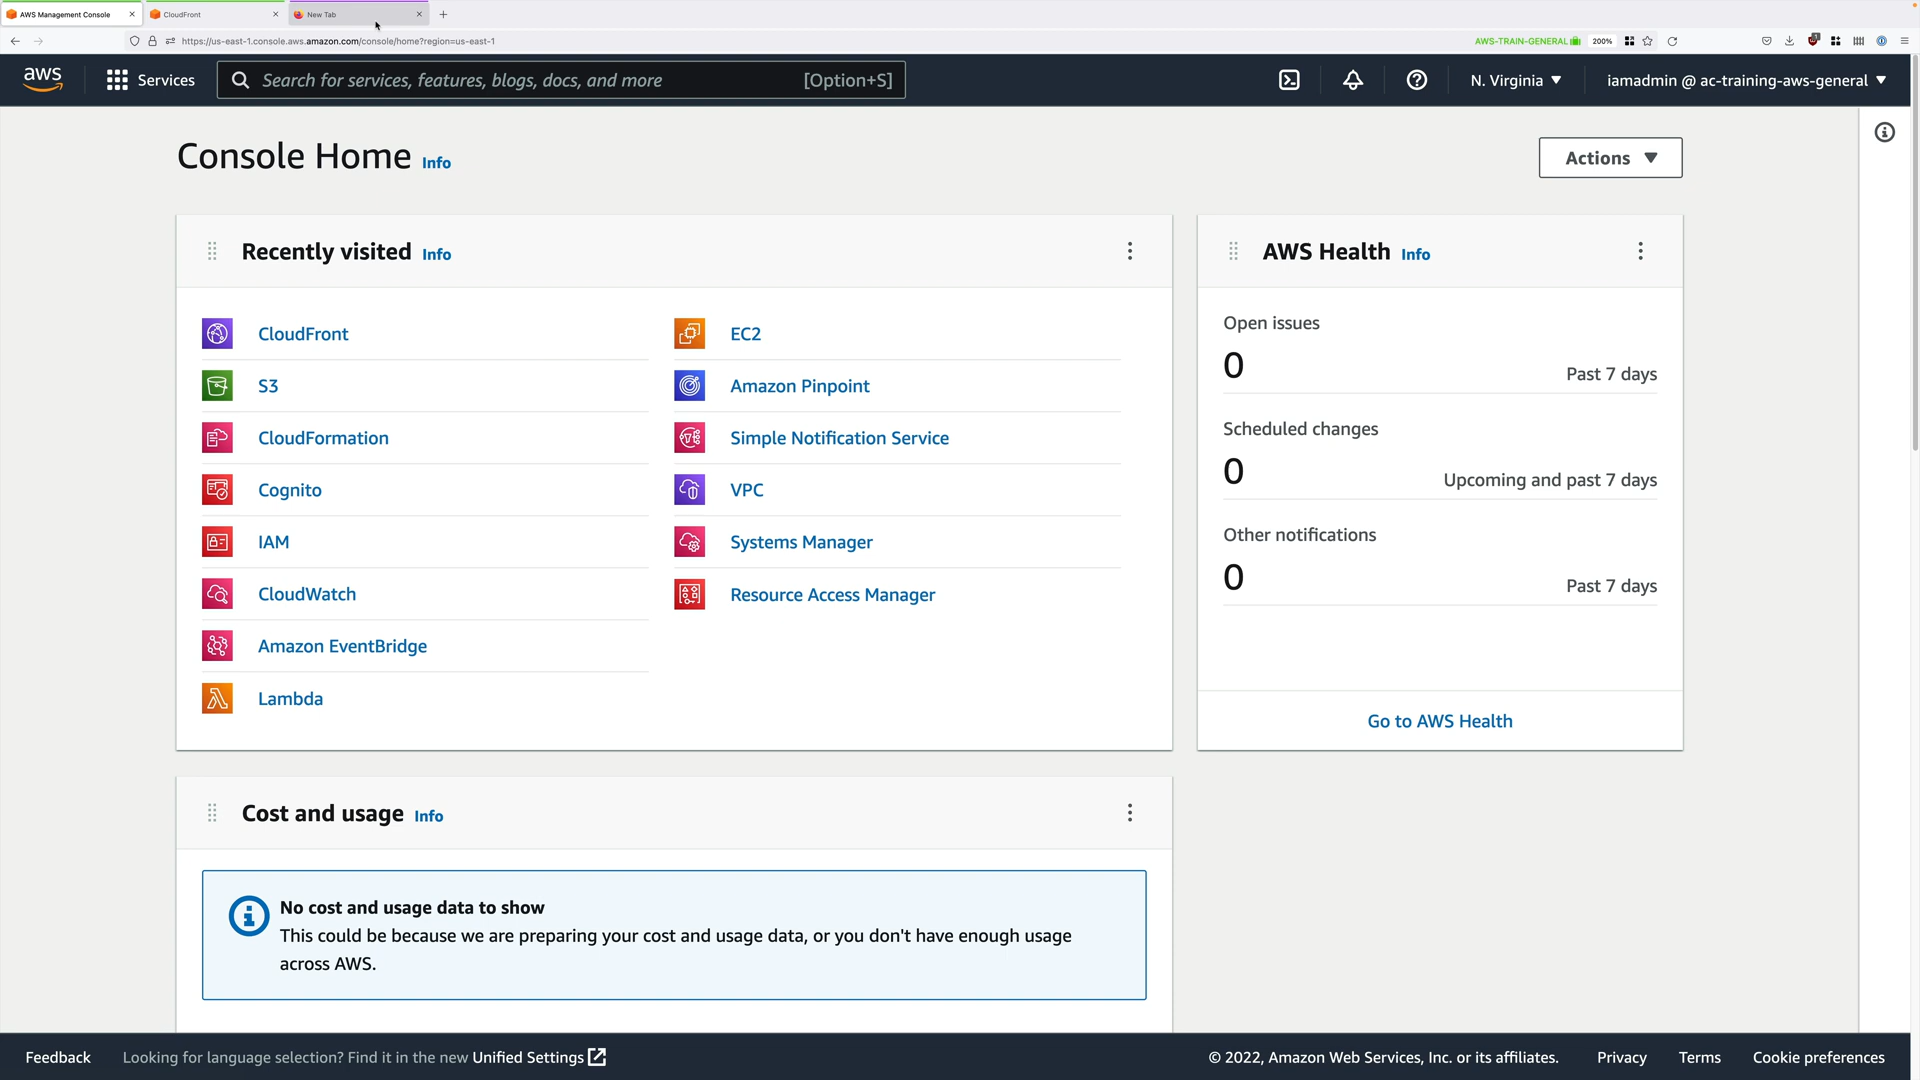 AWS Management Console
CloudFront
New Tab
https://us-east-1.console.aws.amazon.com/console/home?region=us-east-1
AWS-TRAIN-GENERAL
200%
aws
Services
Search for services, features, blogs, docs, and more
[Option+S]
N. Virginia
iamadmin @ ac-training-aws-general
Console Home Info
Actions
Recently visited Info
CloudFront
S3
CloudFormation
Cognito
IAM
CloudWatch
Amazon EventBridge
Lambda
EC2
Amazon Pinpoint
Simple Notification Service
VPC
Systems Manager
Resource Access Manager
AWS Health Info
Open issues
0
Past 7 days
Scheduled changes
0
Upcoming and past 7 days
Other notifications
0
Past 7 days
Go to AWS Health
Cost and usage Info
No cost and usage data to show
This could be because we are preparing your cost and usage data, or you don't have enough usage
across AWS.
Feedback
Looking for language selection? Find it in the new Unified Settings
© 2022, Amazon Web Services, Inc. or its affiliates.
Privacy
Terms
Cookie preferences